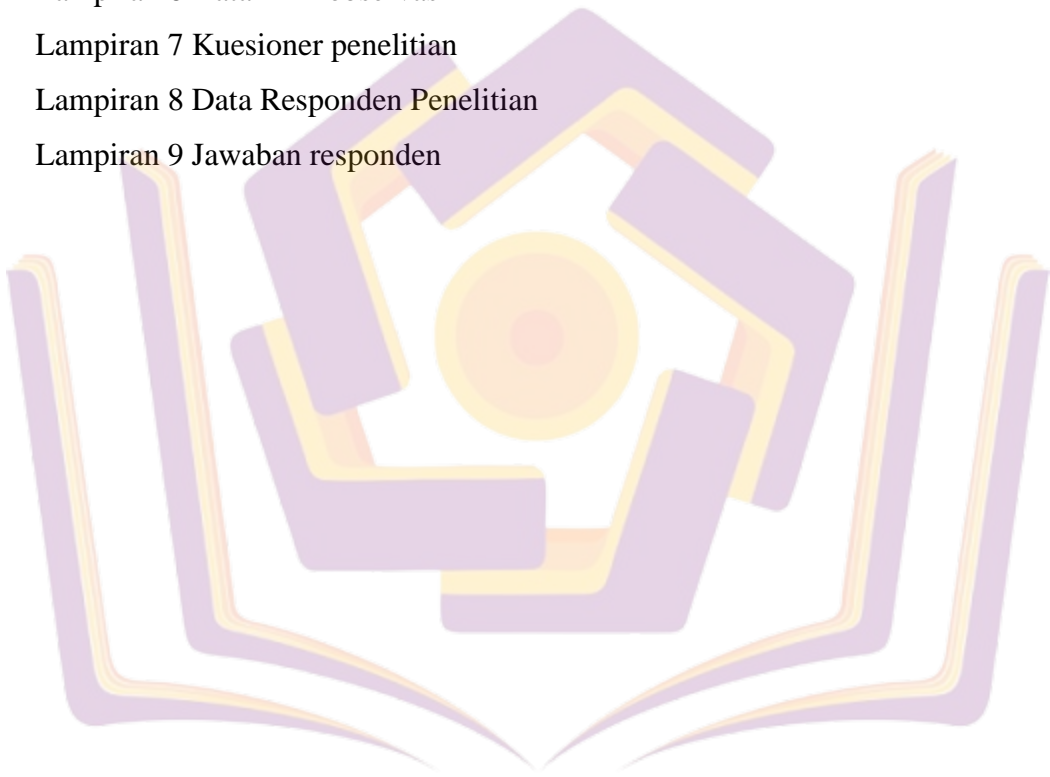 Lampiran 7 Kuesioner penelitian
Lampiran 8 Data Responden Penelitian
Lampiran 9 Jawaban responden